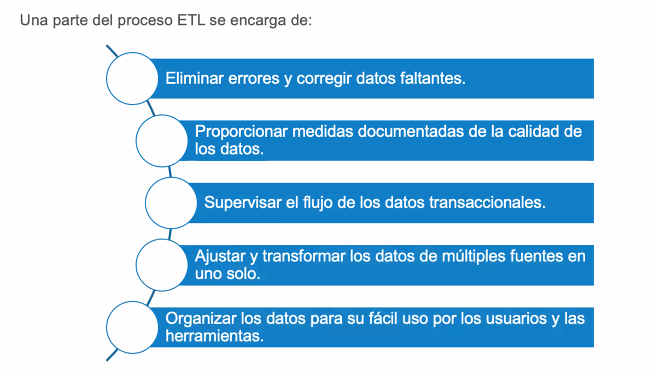 Una parte del proceso ETL se encarga de:
Eliminar errores y corregir datos faltantes.
Proporcionar medidas documentadas de la calidad de
los datos.
Supervisar el flujo de los datos transaccionales.
Ajustar y transformar los datos de múltiples fuentes en
uno solo.
Organizar los datos para su fácil uso por los usuarios y las
herramientas.